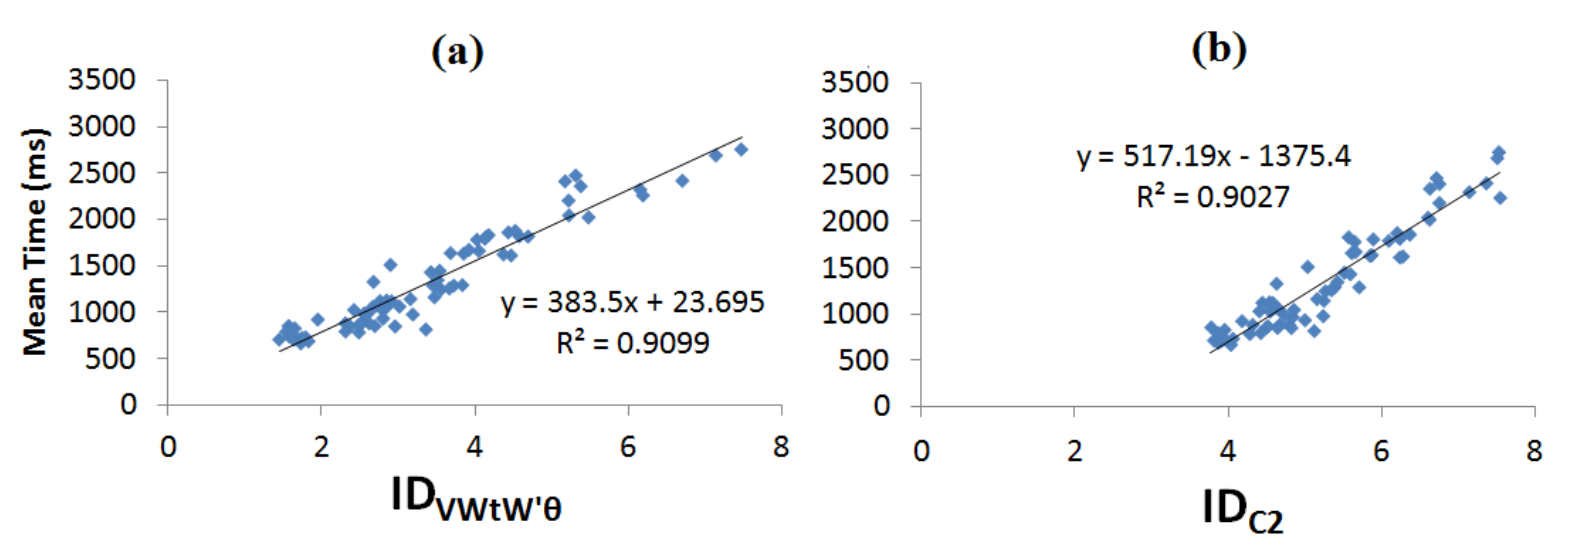 (a)
Mean Time (ms)
3500
3000
2500
2000
1500
1000
500
0
0 2 4 6 8
y = 383.5x + 23.695
R² = 0.9099
IDVWtW'θ
(b)
3500
3000
2500
2000
1500
1000
500
0
0 2 4 6 8
y = 517.19x - 1375.4
R² = 0.9027
IDC2